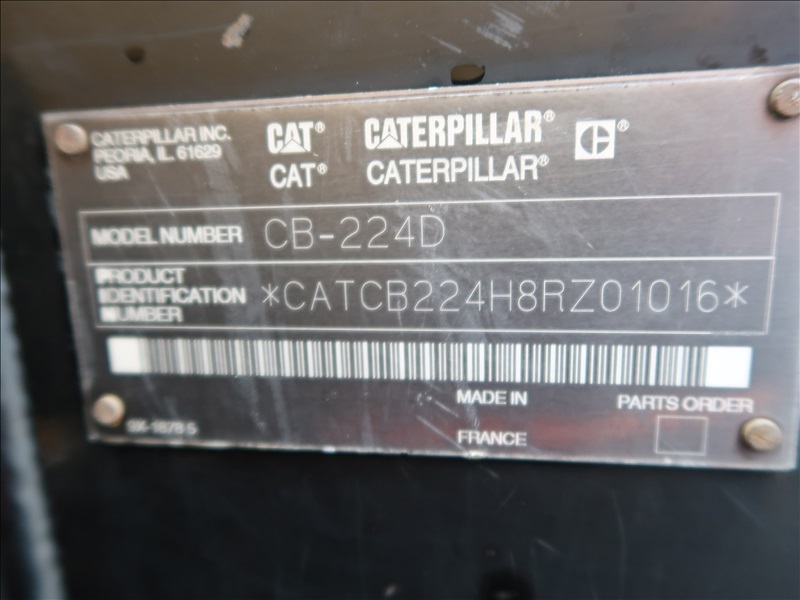 CATERPILLAR INC.
PEORIA, IL 61629
USA
CAT® CATERPILLAR® C®
CAT® CATERPILLAR®
MODEL NUMBER CB-224D
PRODUCT
IDENTIFICATION
NUMBER
*CATCB224H8RZ01016*
MADE IN
FRANCE
PARTS ORDER